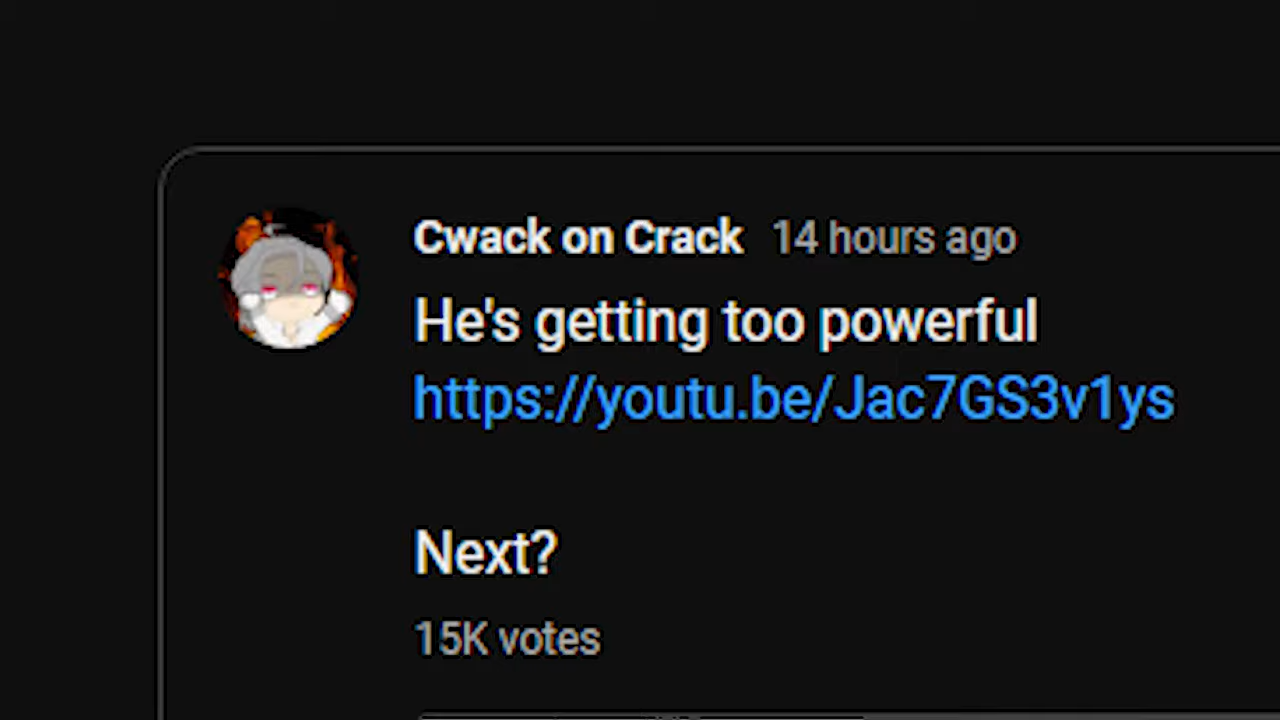 Cwack on Crack 14 hours ago
He's getting too powerful
https://youtu.be/Jac7GS3v1ys
Next?
15K votes